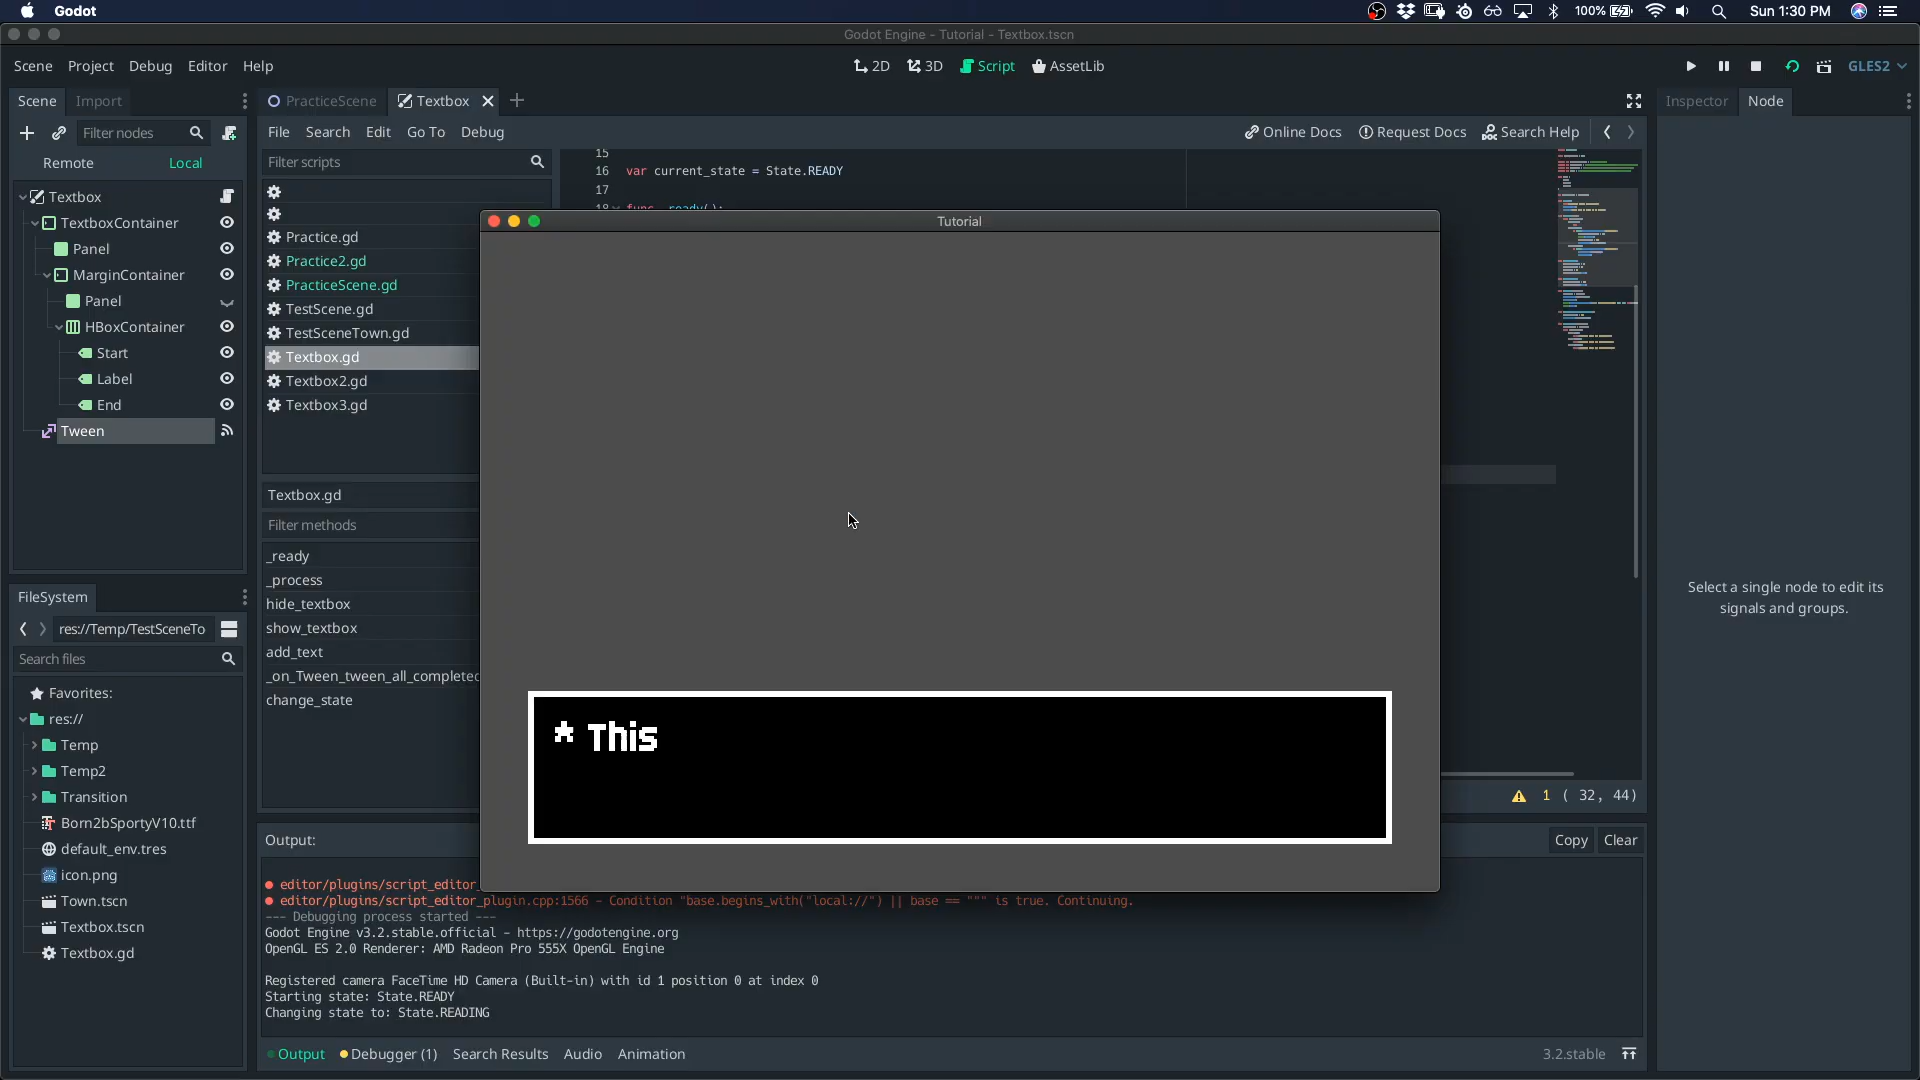 Godot
100%
Sun 1:30 PM
Godot Engine - Tutorial - Textbox.tscn
Scene Project Debug Editor Help
2D 3D Script AssetLib
GLES2
Scene Import
PracticeScene Textbox
Inspector Node
Filter nodes
File Search Edit Go To Debug
Online Docs Request Docs Search Help
Remote Local
Filter scripts
15
16 var current_state = State.READY
17
18 func _ready():
Textbox
TextboxContainer
Panel
MarginContainer
Panel
HBoxContainer
Start
Label
End
Tween
Practice.gd
Practice2.gd
PracticeScene.gd
TestScene.gd
TestSceneTown.gd
Textbox.gd
Textbox2.gd
Textbox3.gd
Tutorial
Textbox.gd
Filter methods
_ready
_process
hide_textbox
show_textbox
add_text
_on_Tween_tween_all_completed
change_state
* This
Select a single node to edit its
signals and groups.
FileSystem
res://Temp/TestSceneTo
Search files
Favorites:
res://
Temp
Temp2
Transition
Born2bSportyV10.ttf
default_env.tres
icon.png
Town.tscn
Textbox.tscn
Textbox.gd
1 ( 32, 44)
Output:
Copy Clear
editor/plugins/script_editor_
editor/plugins/script_editor_plugin.cpp:1566 - Condition "base.begins_with("local://") || base == """ is true. Continuing.
--- Debugging process started ---
Godot Engine v3.2.stable.official - https://godotengine.org
OpenGL ES 2.0 Renderer: AMD Radeon Pro 555X OpenGL Engine
Registered camera FaceTime HD Camera (Built-in) with id 1 position 0 at index 0
Starting state: State.READY
Changing state to: State.READING
Output Debugger (1) Search Results Audio Animation
3.2.stable